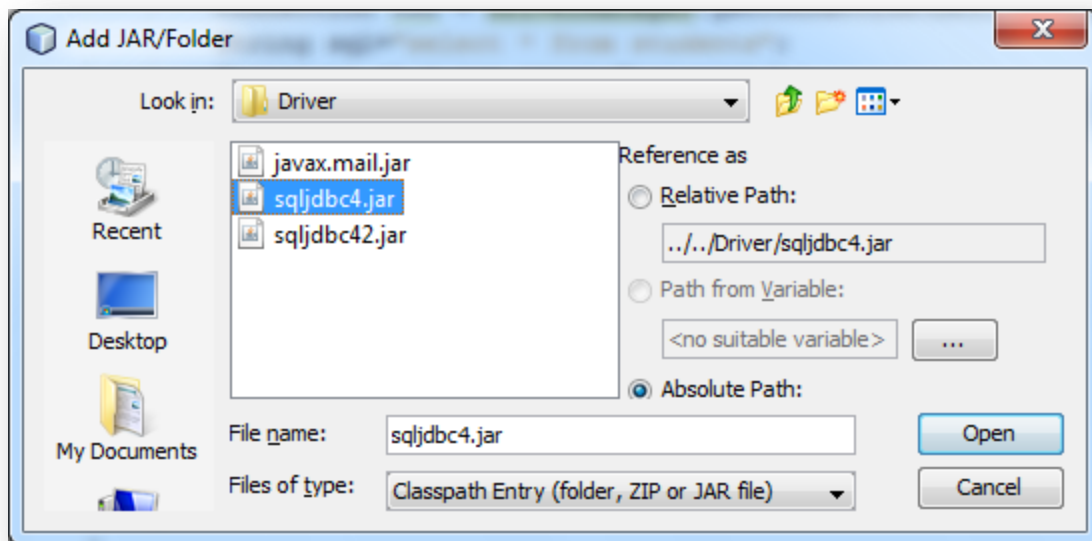 Add JAR/Folder
Look in:
Driver
Recent
Desktop
My Documents
javax.mail.jar
sqljdbc4.jar
sqljdbc42.jar
Reference as
Relative Path:
../../Driver/sqljdbc4.jar
Path from Variable:
<no suitable variable>
...
Absolute Path:
File name:
sqljdbc4.jar
Open
Files of type:
Classpath Entry (folder, ZIP or JAR file)
Cancel